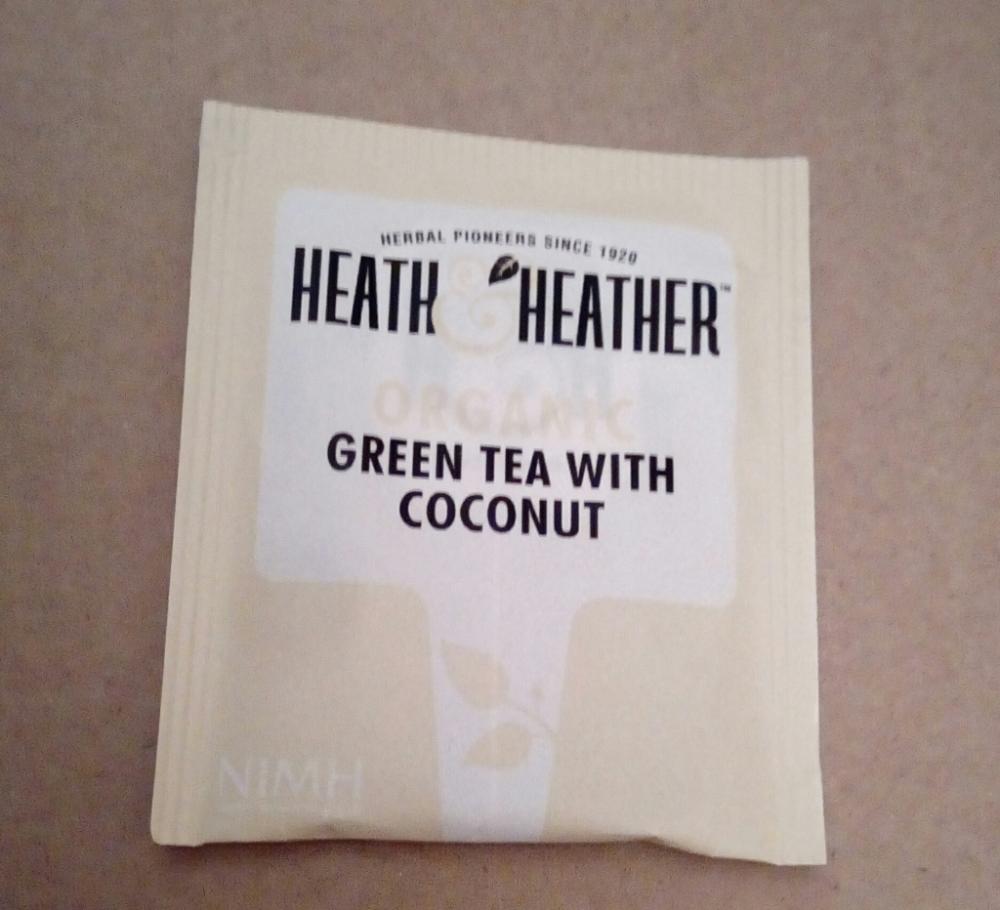 HERBAL PIONEERS SINCE 1920
HEATH & HEATHER™
ORGANIC
GREEN TEA WITH
COCONUT
NIMH